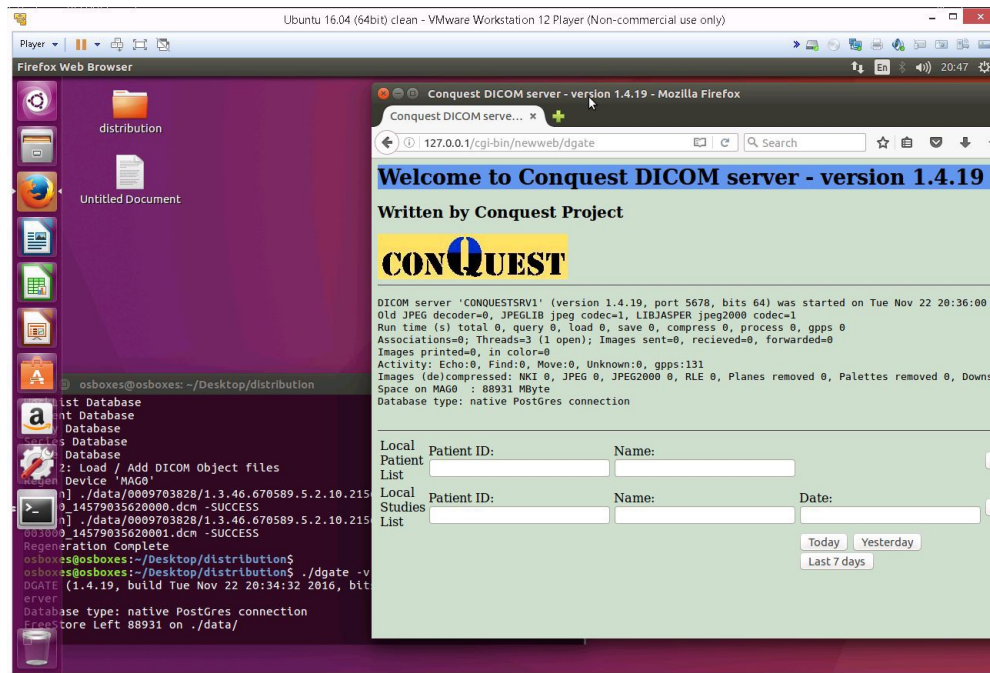 Ubuntu 16.04 (64bit) clean - VMware Workstation 12 Player (Non-commercial use only)
Player
Firefox Web Browser
En
20:47
distribution
Untitled Document
Conquest DICOM server - version 1.4.19 - Mozilla Firefox
Conquest DICOM serve...
127.0.0.1/cgi-bin/newweb/dgate
Search
Welcome to Conquest DICOM server - version 1.4.19
Written by Conquest Project
CONQUEST
DICOM server 'CONQUESTSRV1' (version 1.4.19, port 5678, bits 64) was started on Tue Nov 22 20:36:00
Old JPEG decoder=0, JPEGLIB jpeg codec=1, LIBJASPER jpeg2000 codec=1
Run time (s) total 0, query 0, load 0, save 0, compress 0, process 0, gpps 0
Associations=0; Threads=3 (1 open); Images sent=0, recieved=0, forwarded=0
Images printed=0, in color=0
Activity: Echo:0, Find:0, Move:0, Unknown:0, gpps:131
Images (de)compressed: NKI 0, JPEG 0, JPEG2000 0, RLE 0, Planes removed 0, Palettes removed 0, Downs
Space on MAG0 : 88931 MByte
Database type: native PostGres connection
Local Patient List
Patient ID:
Name:
Local Studies List
Patient ID:
Name:
Date:
Today
Yesterday
Last 7 days
osboxes@osboxes: ~/Desktop/distribution
ist Database
nt Database
Database
Series Database
Database
2: Load / Add DICOM Object files
Regen Device 'MAG0'
n] ./data/0009703828/1.3.46.670589.5.2.10.215
0_14579035620000.dcm -SUCCESS
n] ./data/0009703828/1.3.46.670589.5.2.10.215
003000_14579035620001.dcm -SUCCESS
Regeneration Complete
osboxes@osboxes:~/Desktop/distribution$
osboxes@osboxes:~/Desktop/distribution$ ./dgate -v
DGATE (1.4.19, build Tue Nov 22 20:34:32 2016, bit
erver
Database type: native PostGres connection
FreeStore Left 88931 on ./data/